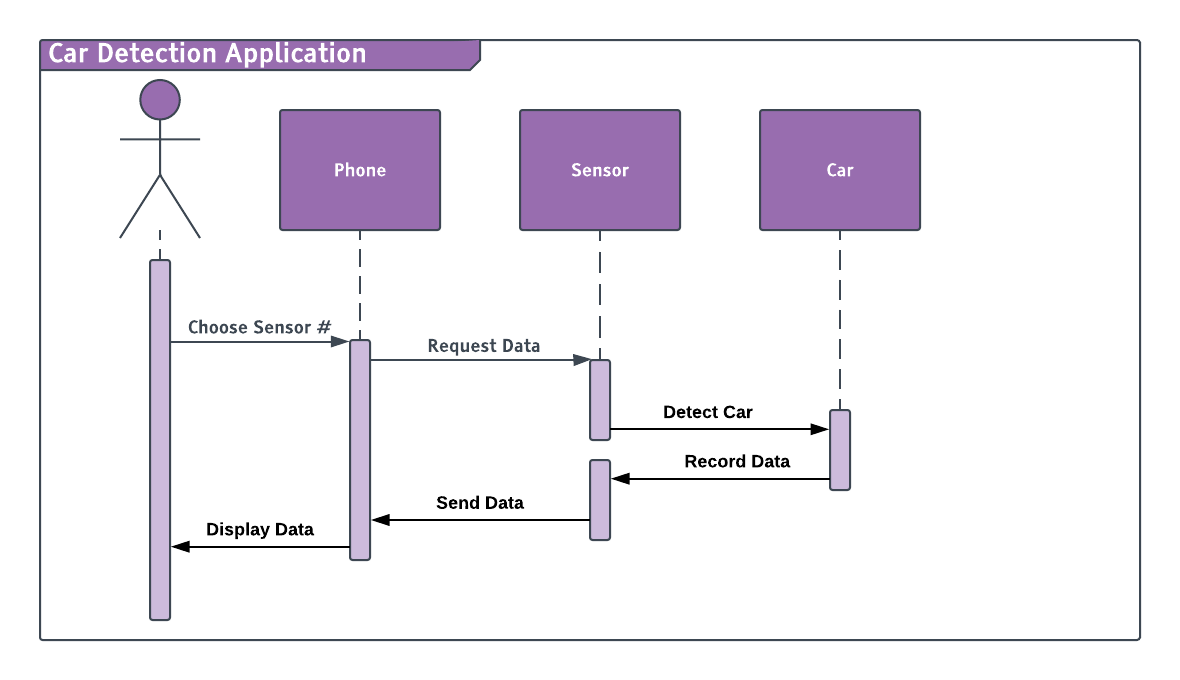 Car Detection Application
Phone
Sensor
Car
Choose Sensor #
Request Data
Detect Car
Record Data
Send Data
Display Data